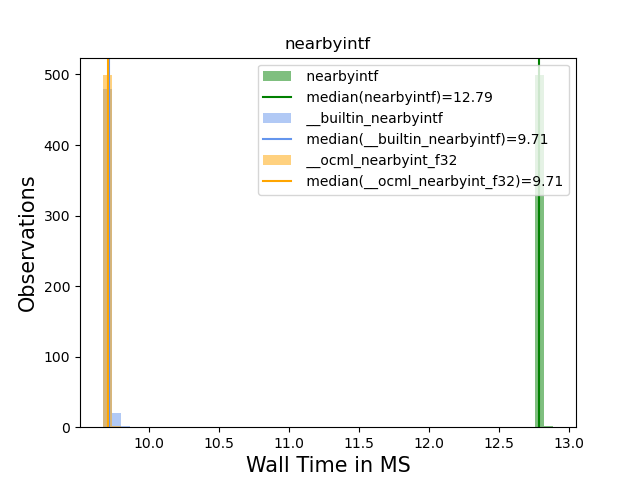 nearbyintf
500
400
300
200
100
0
Observations
nearbyintf
median(nearbyintf)=12.79
__builtin_nearbyintf
median(__builtin_nearbyintf)=9.71
__ocml_nearbyint_f32
median(__ocml_nearbyint_f32)=9.71
10.0 10.5 11.0 11.5 12.0 12.5 13.0
Wall Time in MS